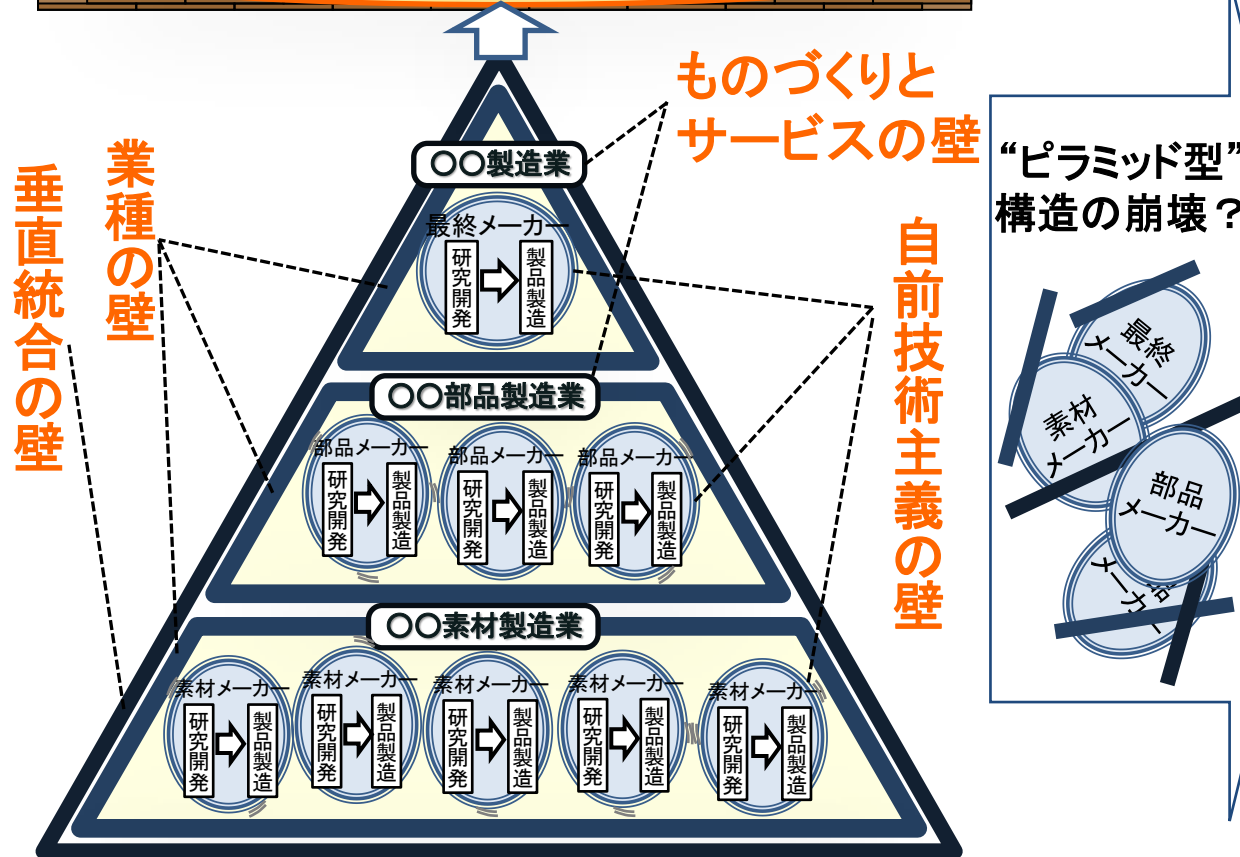 ものづくりと
サービスの壁
業種の壁
垂直統合の壁
自前技術主義の壁
〇〇製造業
最終メーカー
研究開発
製品製造
〇〇部品製造業
部品メーカー
研究開発
製品製造
部品メーカー
研究開発
製品製造
部品メーカー
研究開発
製品製造
〇〇素材製造業
素材メーカー
研究開発
製品製造
素材メーカー
研究開発
製品製造
素材メーカー
研究開発
製品製造
素材メーカー
研究開発
製品製造
素材メーカー
研究開発
製品製造
“ピラミッド型”
構造の崩壊？
最終
メーカー
素材
メーカー
部品
メーカー
メーカー